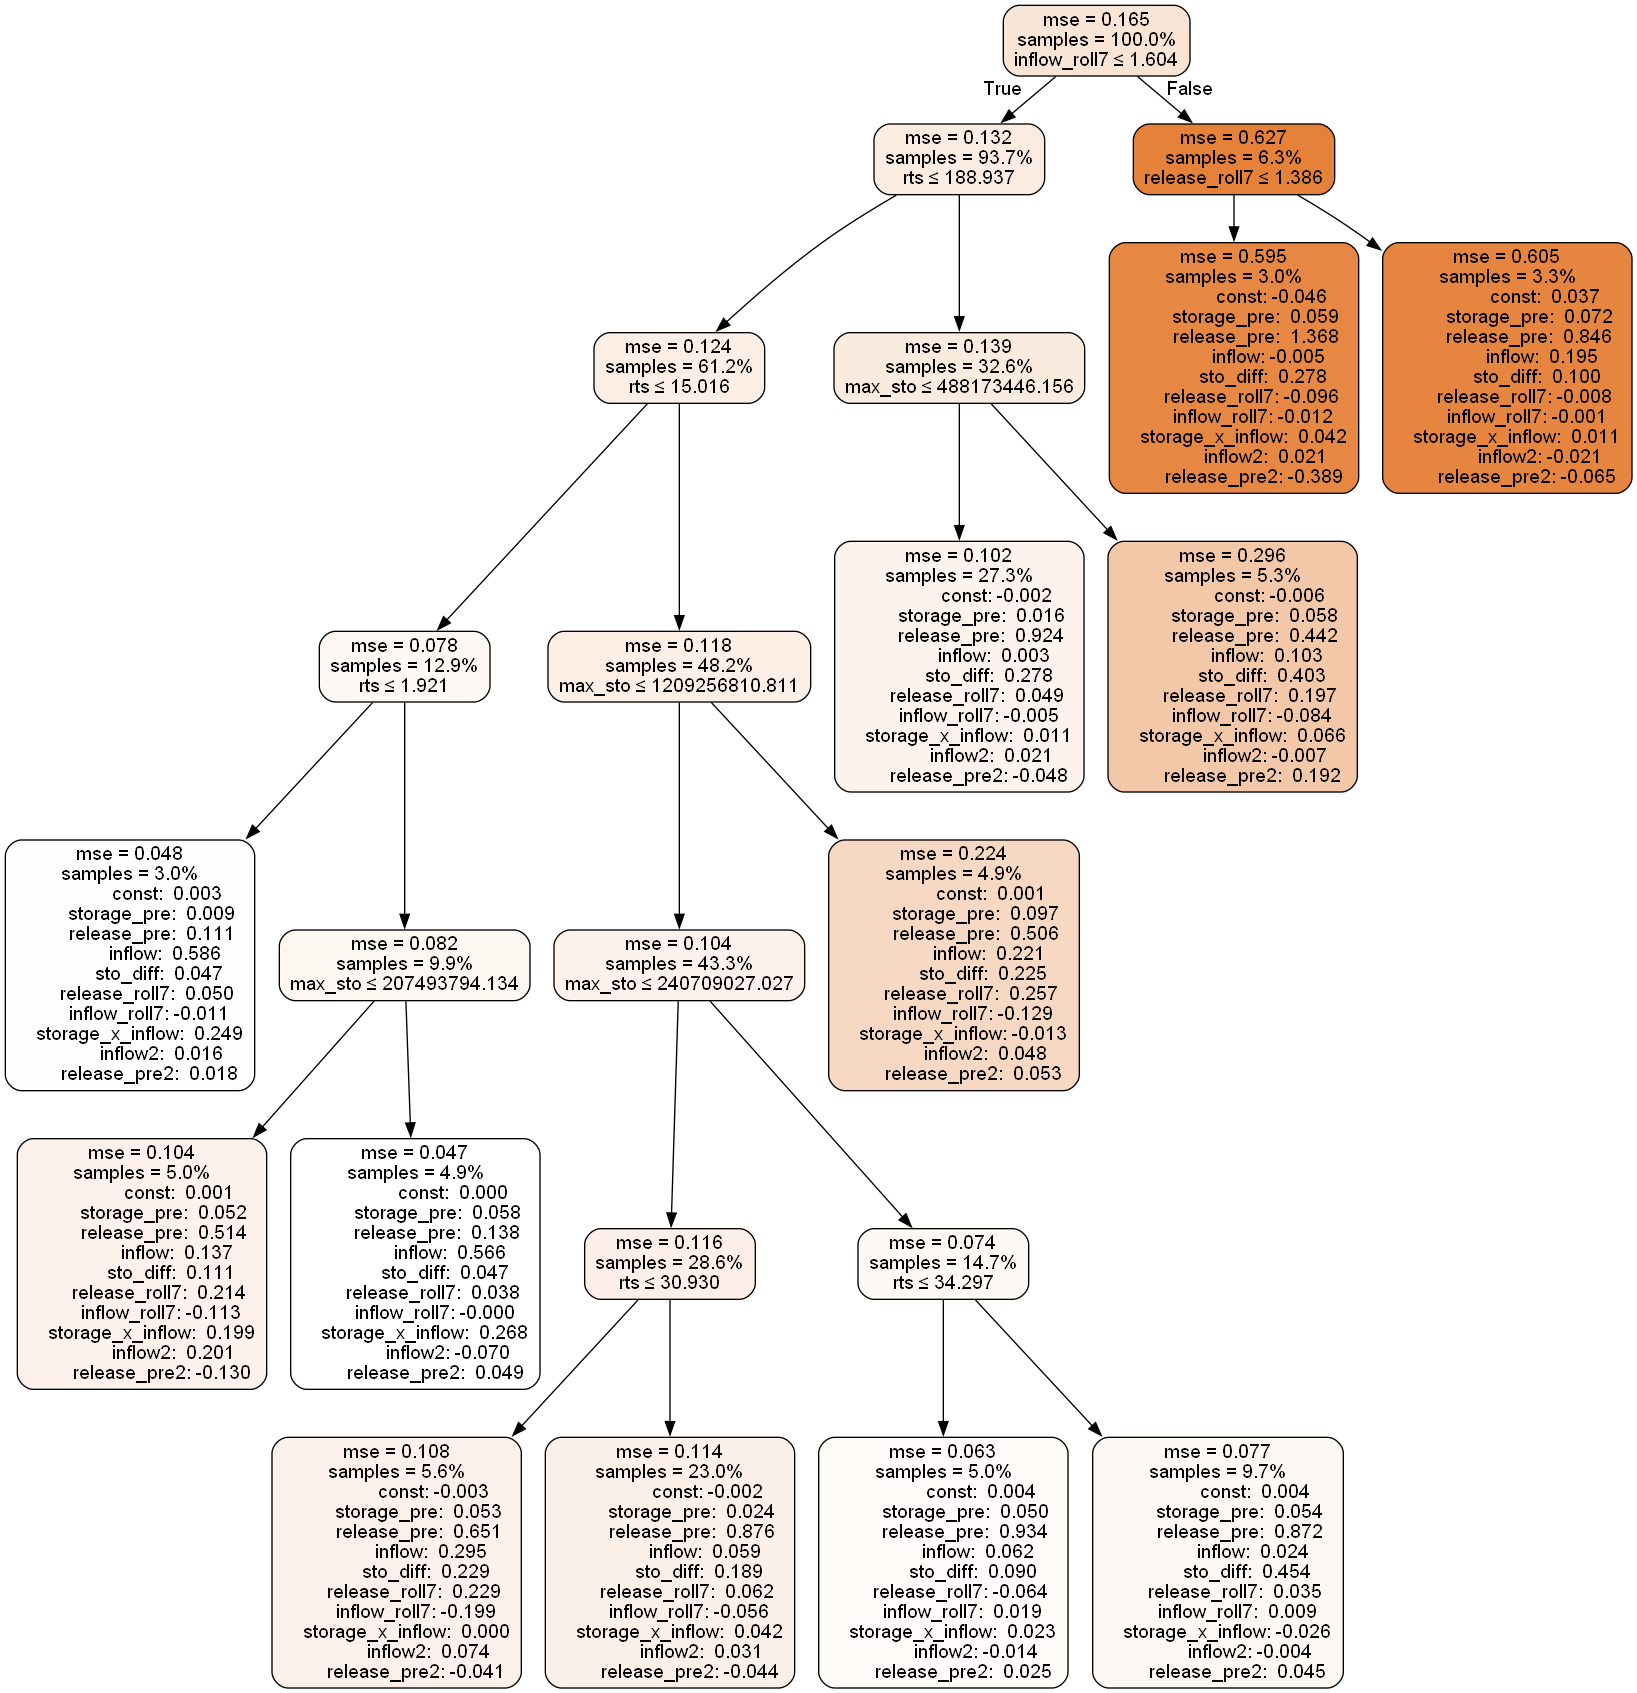 mse = 0.165
samples = 100.0%
inflow_roll7 ≤ 1.604
True
False
mse = 0.132
samples = 93.7%
rts ≤ 188.937
mse = 0.627
samples = 6.3%
release_roll7 ≤ 1.386
mse = 0.595
samples = 3.0%
const: -0.046
storage_pre: 0.059
release_pre: 1.368
inflow: -0.005
sto_diff: 0.278
release_roll7: -0.096
inflow_roll7: -0.012
storage_x_inflow: 0.042
inflow2: 0.021
release_pre2: -0.389
mse = 0.605
samples = 3.3%
const: 0.037
storage_pre: 0.072
release_pre: 0.846
inflow: 0.195
sto_diff: 0.100
release_roll7: -0.008
inflow_roll7: -0.001
storage_x_inflow: 0.011
inflow2: -0.021
release_pre2: -0.065
mse = 0.124
samples = 61.2%
rts ≤ 15.016
mse = 0.139
samples = 32.6%
max_sto ≤ 488173446.156
mse = 0.102
samples = 27.3%
const: -0.002
storage_pre: 0.016
release_pre: 0.924
inflow: 0.003
sto_diff: 0.278
release_roll7: 0.049
inflow_roll7: -0.005
storage_x_inflow: 0.011
inflow2: 0.021
release_pre2: -0.048
mse = 0.296
samples = 5.3%
const: -0.006
storage_pre: 0.058
release_pre: 0.442
inflow: 0.103
sto_diff: 0.403
release_roll7: 0.197
inflow_roll7: -0.084
storage_x_inflow: 0.066
inflow2: -0.007
release_pre2: 0.192
mse = 0.078
samples = 12.9%
rts ≤ 1.921
mse = 0.118
samples = 48.2%
max_sto ≤ 1209256810.811
mse = 0.048
samples = 3.0%
const: 0.003
storage_pre: 0.009
release_pre: 0.111
inflow: 0.586
sto_diff: 0.047
release_roll7: 0.050
inflow_roll7: -0.011
storage_x_inflow: 0.249
inflow2: 0.016
release_pre2: 0.018
mse = 0.082
samples = 9.9%
max_sto ≤ 207493794.134
mse = 0.104
samples = 43.3%
max_sto ≤ 240709027.027
mse = 0.224
samples = 4.9%
const: 0.001
storage_pre: 0.097
release_pre: 0.506
inflow: 0.221
sto_diff: 0.225
release_roll7: 0.257
inflow_roll7: -0.129
storage_x_inflow: -0.013
inflow2: 0.048
release_pre2: 0.053
mse = 0.104
samples = 5.0%
const: 0.001
storage_pre: 0.052
release_pre: 0.514
inflow: 0.137
sto_diff: 0.111
release_roll7: 0.214
inflow_roll7: -0.113
storage_x_inflow: 0.199
inflow2: 0.201
release_pre2: -0.130
mse = 0.047
samples = 4.9%
const: 0.000
storage_pre: 0.058
release_pre: 0.138
inflow: 0.566
sto_diff: 0.047
release_roll7: 0.038
inflow_roll7: -0.000
storage_x_inflow: 0.268
inflow2: -0.070
release_pre2: 0.049
mse = 0.116
samples = 28.6%
rts ≤ 30.930
mse = 0.074
samples = 14.7%
rts ≤ 34.297
mse = 0.108
samples = 5.6%
const: -0.003
storage_pre: 0.053
release_pre: 0.651
inflow: 0.295
sto_diff: 0.229
release_roll7: 0.229
inflow_roll7: -0.199
storage_x_inflow: 0.000
inflow2: 0.074
release_pre2: -0.041
mse = 0.114
samples = 23.0%
const: -0.002
storage_pre: 0.024
release_pre: 0.876
inflow: 0.059
sto_diff: 0.189
release_roll7: 0.062
inflow_roll7: -0.056
storage_x_inflow: 0.042
inflow2: 0.031
release_pre2: -0.044
mse = 0.063
samples = 5.0%
const: 0.004
storage_pre: 0.050
release_pre: 0.934
inflow: 0.062
sto_diff: 0.090
release_roll7: -0.064
inflow_roll7: 0.019
storage_x_inflow: 0.023
inflow2: -0.014
release_pre2: 0.025
mse = 0.077
samples = 9.7%
const: 0.004
storage_pre: 0.054
release_pre: 0.872
inflow: 0.024
sto_diff: 0.454
release_roll7: 0.035
inflow_roll7: 0.009
storage_x_inflow: -0.026
inflow2: -0.004
release_pre2: 0.045